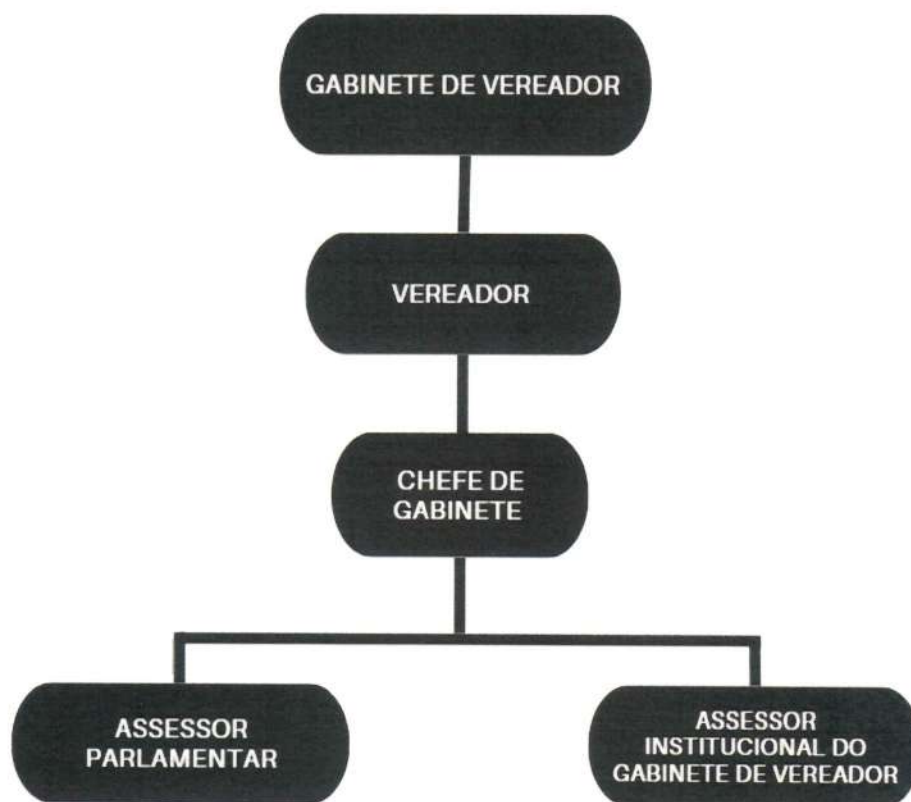 GABINETE DE VEREADOR
VEREADOR
CHEFE DE
GABINETE
ASSESSOR
PARLAMENTAR
ASSESSOR
INSTITUCIONAL DO
GABINETE DE VEREADOR